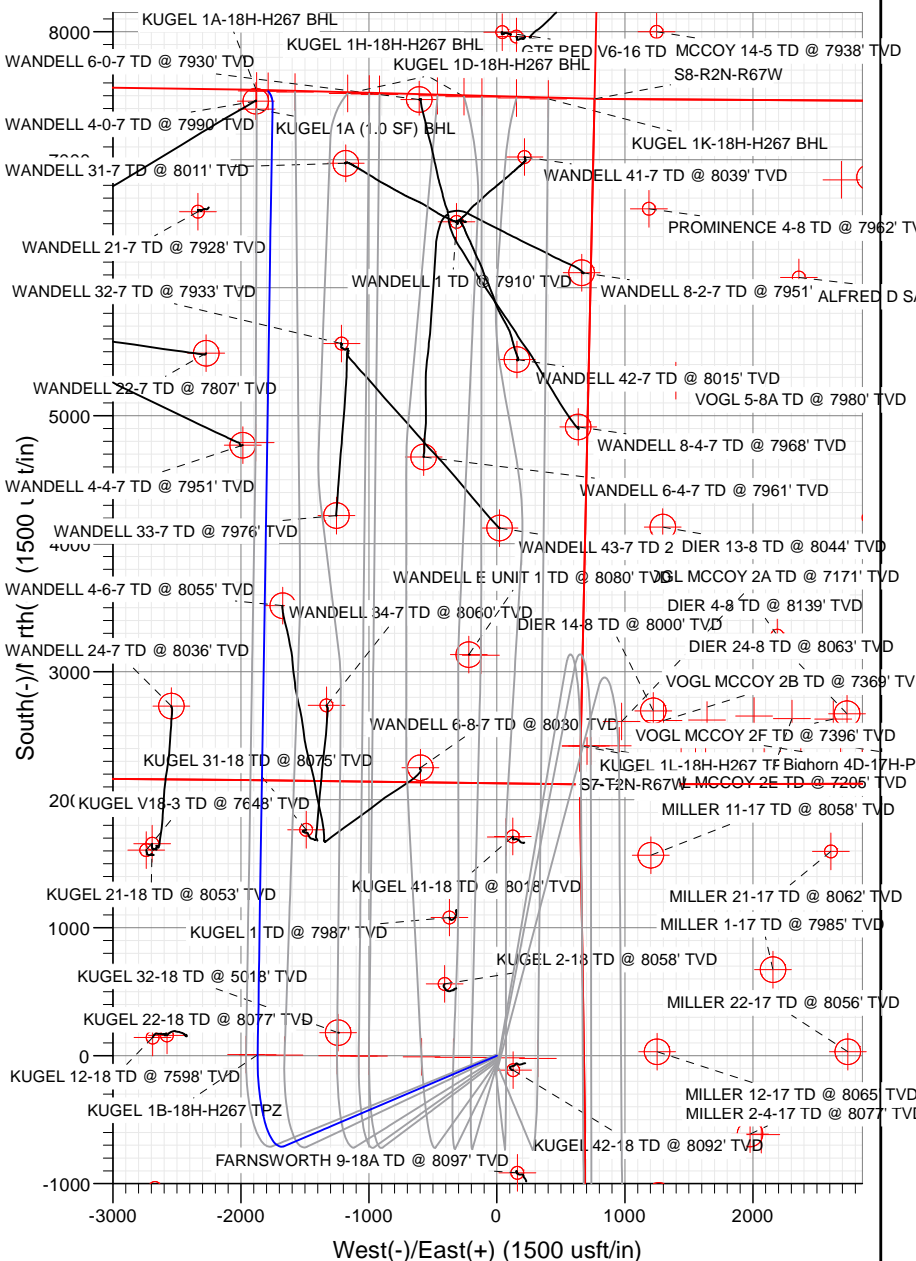 KUGEL 1A-18H-H267 BHL
8000
KUGEL 1H-18H-H267 BHL
V6-16 TD
MCCOY 14-5 TD @ 7938' TVD
WANDELL 6-0-7 TD @ 7930' TVD
KUGEL 1D-18H-H267 BHL
S8-R2N-R67W
WANDELL 4-0-7 TD @ 7990' TVD
KUGEL 1A (1.0 SF) BHL
KUGEL 1K-18H-H267 BHL
WANDELL 31-7 TD @ 8011' TVD
WANDELL 41-7 TD @ 8039' TVD
WANDELL 21-7 TD @ 7928' TVD
PROMINENCE 4-8 TD @ 7962' TV
WANDELL 1 TD @ 7910' TVD
WANDELL 32-7 TD @ 7933' TVD
WANDELL 8-2-7 TD @ 7951'
ALFRED D SA
WANDELL 22-7 TD @ 7807' TVD
WANDELL 42-7 TD @ 8015' TVD
VOGL 5-8A TD @ 7980' TVD
5000
WANDELL 8-4-7 TD @ 7968' TVD
WANDELL 4-4-7 TD @ 7951' TVD
WANDELL 6-4-7 TD @ 7961' TVD
WANDELL 33-7 TD @ 7976' TVD
4000
WANDELL 43-7 TD
DIER 13-8 TD @ 8044' TVD
WANDELL 4-6-7 TD @ 8055' TVD
WANDELL E UNIT 1 TD @ 8080' TVD
MCCOY 2A TD @ 7171' TVD
WANDELL 34-7 TD @ 8060' TVD
DIER 4-8 TD @ 8139' TVD
DIER 14-8 TD @ 8000' TVD
WANDELL 24-7 TD @ 8036' TVD
DIER 24-8 TD @ 8063' TVD
3000
VOGL MCCOY 2B TD @ 7369' TV
WANDELL 6-8-7 TD @ 8030' TVD
VOGL MCCOY 2F TD @ 7396' TVD
KUGEL 31-18 TD @ 8075' TVD
KUGEL 1L-18H-H267
Bighorn 4D-17H-P
S7-T2N-R67W
MCCOY 2E TD @ 7205' TVD
KUGEL V18-3 TD @ 7648' TVD
MILLER 11-17 TD @ 8058' TVD
KUGEL 21-18 TD @ 8053' TVD
KUGEL 41-18 TD @ 8018' TVD
MILLER 21-17 TD @ 8062' TVD
1000
KUGEL 1 TD @ 7987' TVD
MILLER 1-17 TD @ 7985' TVD
KUGEL 32-18 TD @ 5018' TVD
KUGEL 2-18 TD @ 8058' TVD
KUGEL 22-18 TD @ 8077' TVD
MILLER 22-17 TD @ 8056' TVD
0
KUGEL 12-18 TD @ 7598' TVD
MILLER 12-17 TD @ 8065' TVD
KUGEL 1B-18H-H267 TPZ
MILLER 2-4-17 TD @ 8077' TVD
KUGEL 42-18 TD @ 8092' TVD
FARNSWORTH 9-18A TD @ 8097' TVD
-1000
-3000 -2000 -1000 0 1000 2000
West(-)/East(+) (1500 usft/in)